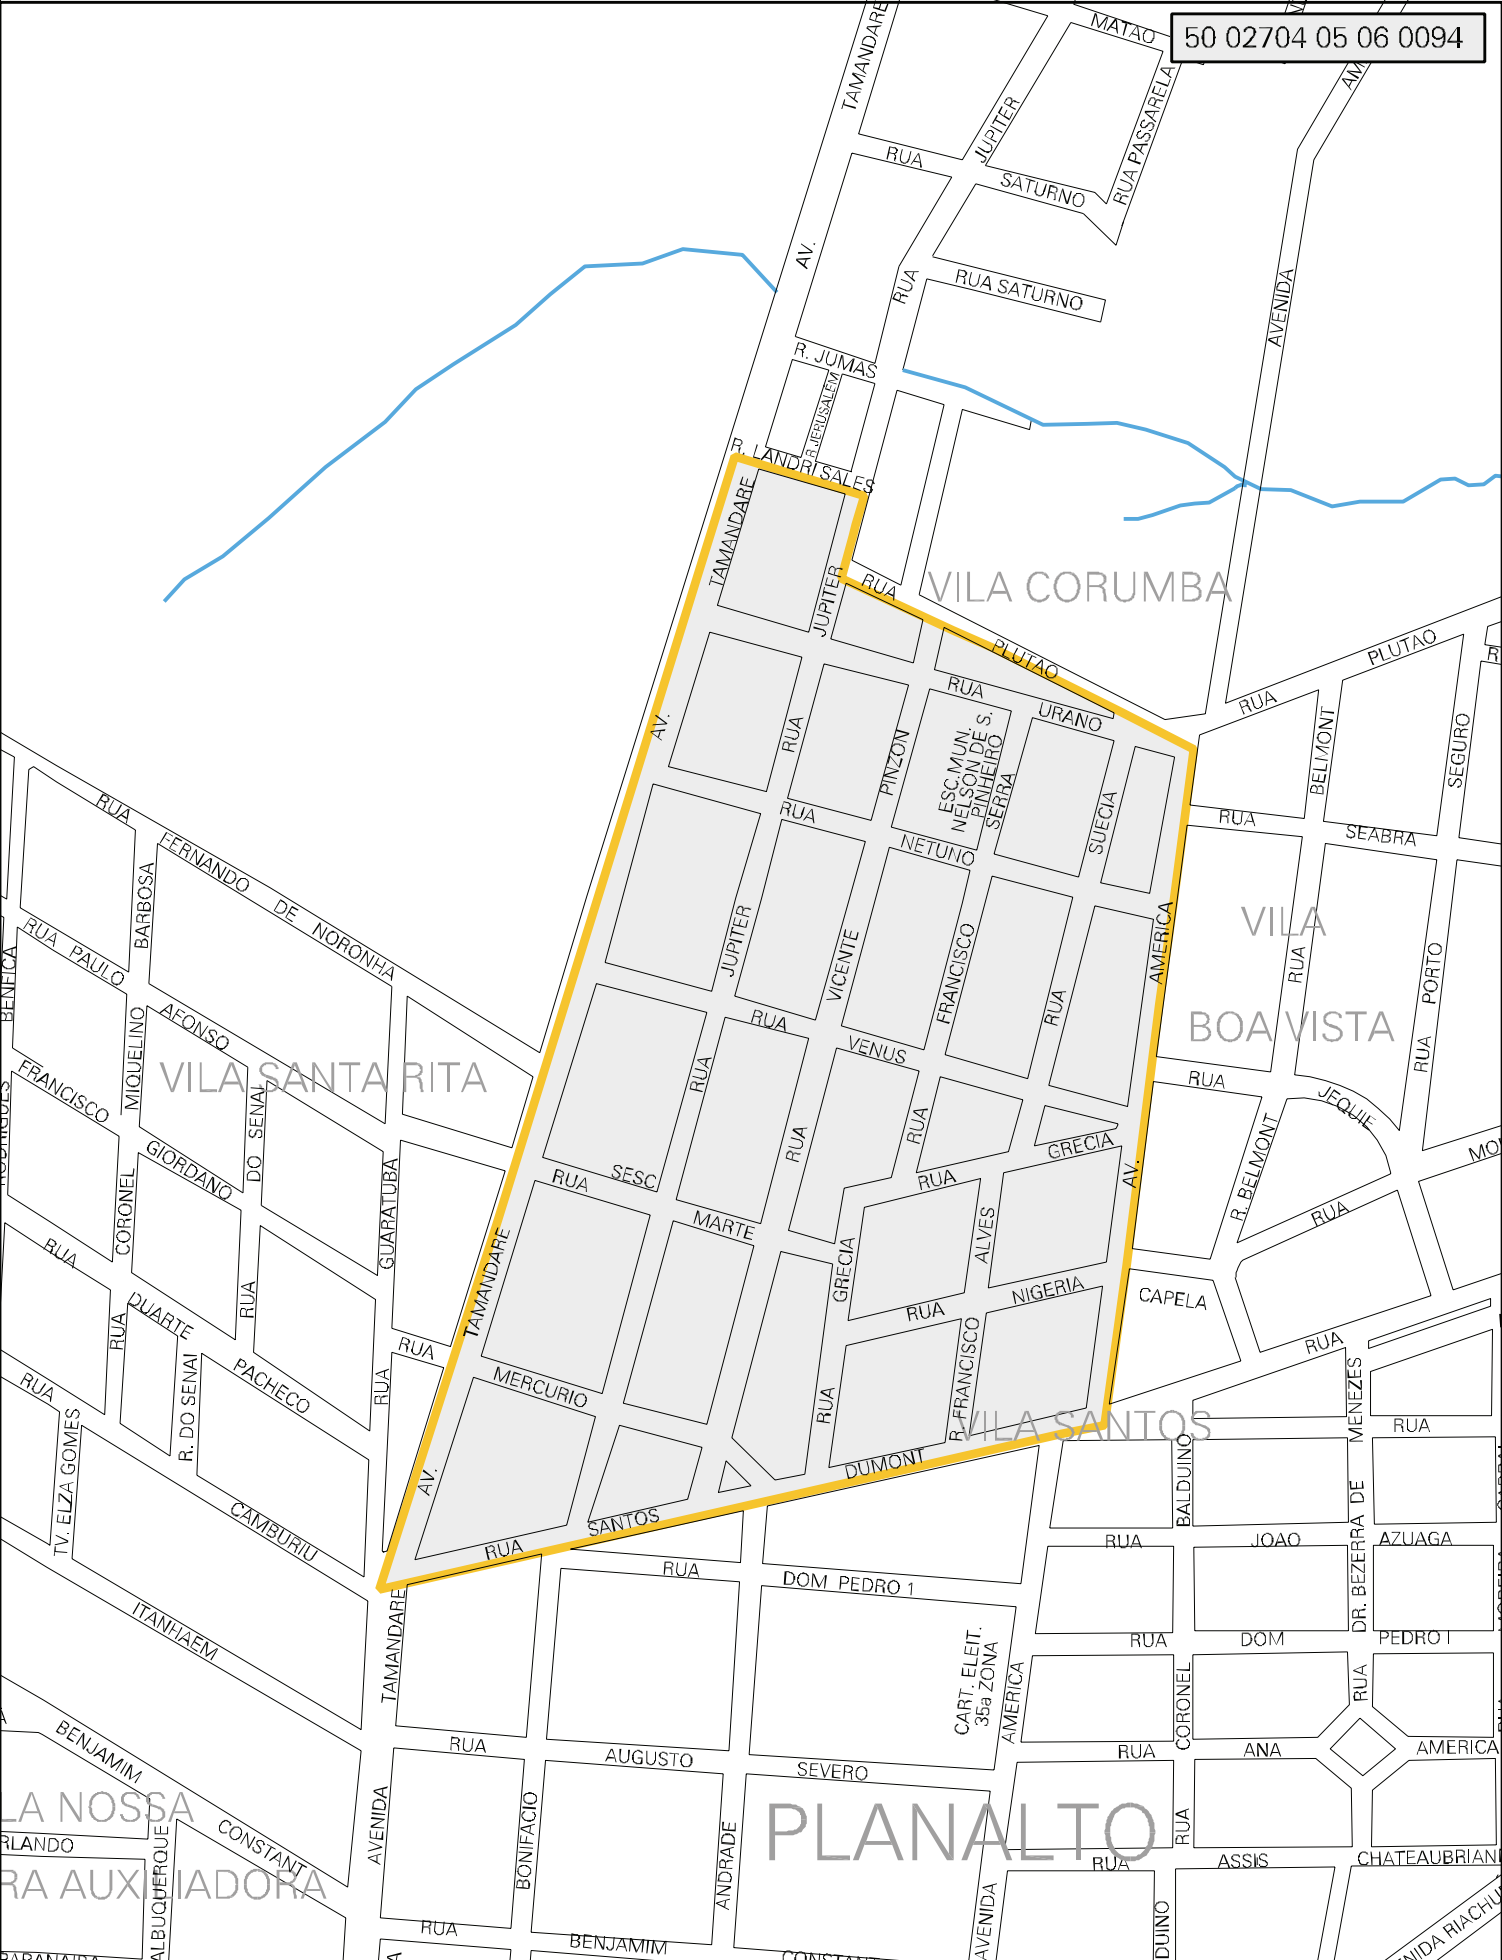 MATAO
50 02704 05 06 0094
TAMANDARE
JUPITER
RUA PASSARELA
RUA
SATURNO
AV.
RUA
RUA SATURNO
AVENIDA
R. JUMAS
R. JERUSALEM
R. LANDRI SALES
TAMANDARE
JUPITER
RUA
VILA CORUMBA
PLUTAO
PLUTAO
RUA
RUA
URANO
AV.
RUA
PINZON
ESC.MUN.
NELSON DE S.
PINHEIRO
SERRA
SUECIA
BELMONT
SEGURO
RUA
NETUNO
RUA
SEABRA
RUA
FERNANDO
DE
NORONHA
BARBOSA
RUA PAULO
BENFICA
JUPITER
VICENTE
FRANCISCO
RUA
AMERICA
VILA
BOA VISTA
RUA
PORTO
RUA
AFONSO
MIQUELINO
VILA SANTA RITA
FRANCISCO
DO SENAI
GIORDANO
CORONEL
GUARATUBA
RUA
VENUS
RUA
RUA
RUA
RUA
JEQUIE
R. BELMONT
GRECIA
RUA
AV.
RUA
SESC
MARTE
GRECIA
ALVES
RUA
RUA
RUA
DUARTE
RUA
RUA
TAMANDARE
NIGERIA
RUA
CAPELA
RUA
RUA
PACHECO
R. DO SENAI
RUA
TV. ELZA GOMES
RUA
MERCURIO
RUA
R. FRANCISCO
VILA SANTOS
MENEZES
RUA
AV.
CAMBURIU
DUMONT
SANTOS
RUA
BALDUINO
DR. BEZERRA DE
RUA
JOAO
AZUAGA
RUA
DOM PEDRO 1
ITANHAEM
TAMANDARE
CART. ELEIT.
35a ZONA
AMERICA
RUA
DOM
PEDRO I
CORONEL
RUA
BENJAMIM
RUA
AUGUSTO
SEVERO
RUA
ANA
AMERICA
LA NOSSA
RLANDO
RA AUXILIADORA
CONSTANT
ALBUQUERQUE
AVENIDA
BONIFACIO
ANDRADE
PLANALTO
RUA
RUA
ASSIS
CHATEAUBRIAN
AVENIDA
DUINO
NIDA RIACHU
RUA
BENJAMIM